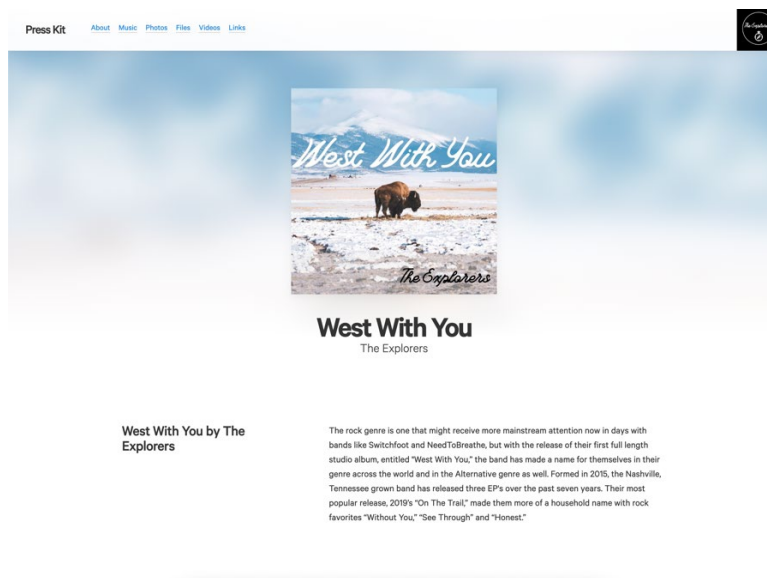 Press Kit
About Music Photos Files Videos Links
West With You
The Explorers
West With You
The Explorers
West With You by The
Explorers
The rock genre is one that might receive more mainstream attention now in days with
bands like Switchfoot and NeedToBreathe, but with the release of their first full length
studio album, entitled “West With You,” the band has made a name for themselves in their
genre across the world and in the Alternative genre as well. Formed in 2015, the Nashville,
Tennessee grown band has released three EP's over the past seven years. Their most
popular release, 2019's “On The Trail,” made them more of a household name with rock
favorites “Without You,” “See Through” and “Honest.”